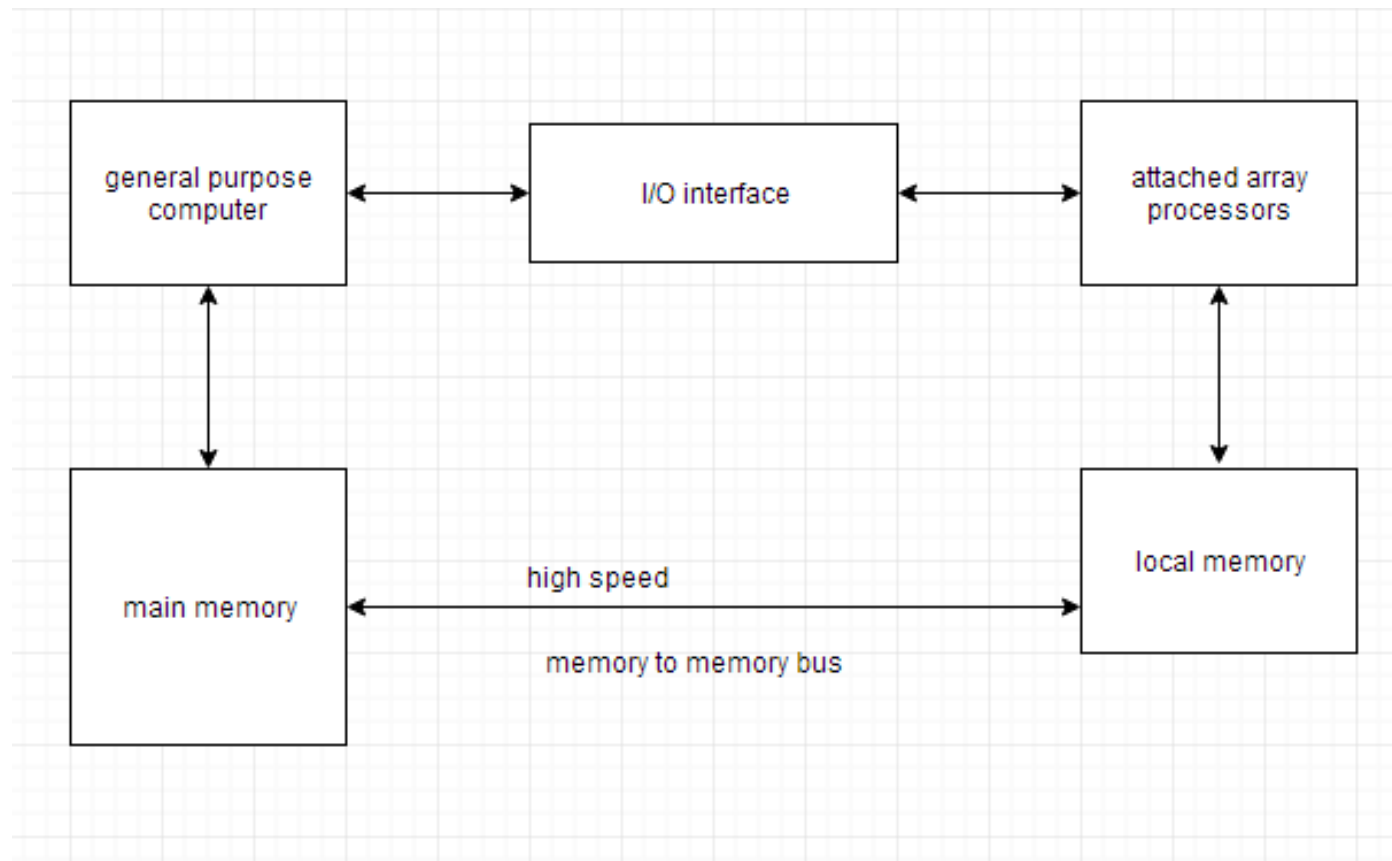 general purpose
computer
I/O interface
attached array
processors
main memory
high speed
memory to memory bus
local memory